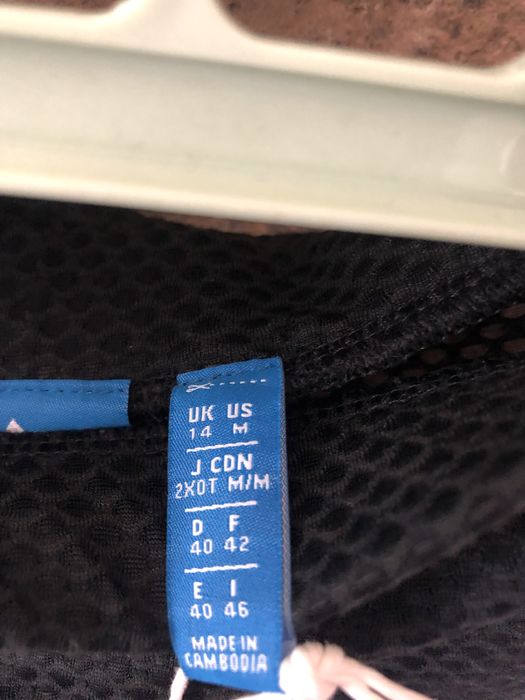 UK US
14 M
J CDN
2XOT M/M
D F
40 42
E I
40 46
MADE IN
CAMBODIA